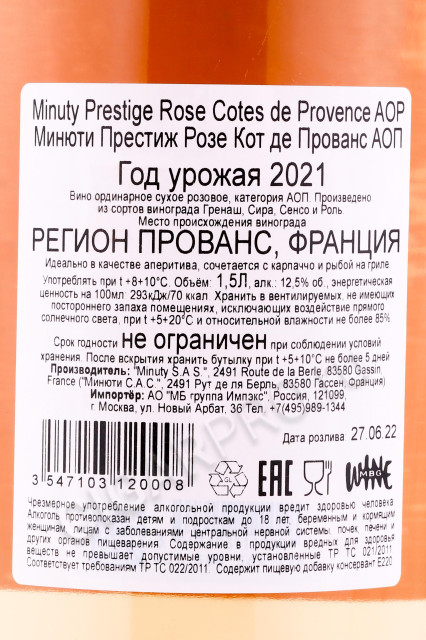 Minuty Prestige Rose Cotes de Provence AOP
Минюти Престиж Розе Кот де Прованс АОП
Год урожая 2021
Вино ординарное сухое розовое, категория АОП. Произведено
из сортов винограда Гренаш, Сира, Сенсо и Роль.
Место происхождения винограда
РЕГИОН ПРОВАНС, ФРАНЦИЯ
Идеально в качестве аперитива, сочетается с карпаччо и рыбой на гриле.
Употреблять при t +8+10°С. Объём: 1,5Л, алк.: 12,5% об., энергетическая
ценность на 100мл: 293кДж/70 ккал. Хранить в вентилируемых, не имеющих
постороннего запаха помещениях, исключающих воздействие прямого
солнечного света, при t +5+20°С и относительной влажности не более 85%.
Срок годности не ограничен при соблюдении условий
хранения. После вскрытия хранить бутылку при t +5+10°С не более 5 дней
Производитель: "Minuty S.A.S.", 2491 Route de la Berle, 83580 Gassin,
France ("Минюти С.А.С.", 2491 Рут де ля Берль, 83580 Гассен, Франция)
Импортёр: АО "МБ группа Импэкс", Россия, 121099,
г. Москва, ул. Новый Арбат, 36 Тел. +7(495)989-1344
Дата розлива: 27.06.22
3 547103 120008
GL
EAC
WINE
MBG
Чрезмерное употребление алкогольной продукции вредит здоровью человека.
Алкоголь противопоказан детям и подросткам до 18 лет, беременным и кормящим
женщинам, лицам с заболеваниями центральной нервной системы, почек, печени и
других органов пищеварения. Содержание в продукции вредных для здоровья
веществ не превышает допустимые уровни, установленные ТР ТС 021/2011.
Соответствует требованиям ТР ТС 022/2011. Содержит пищевую добавку консервант Е220.